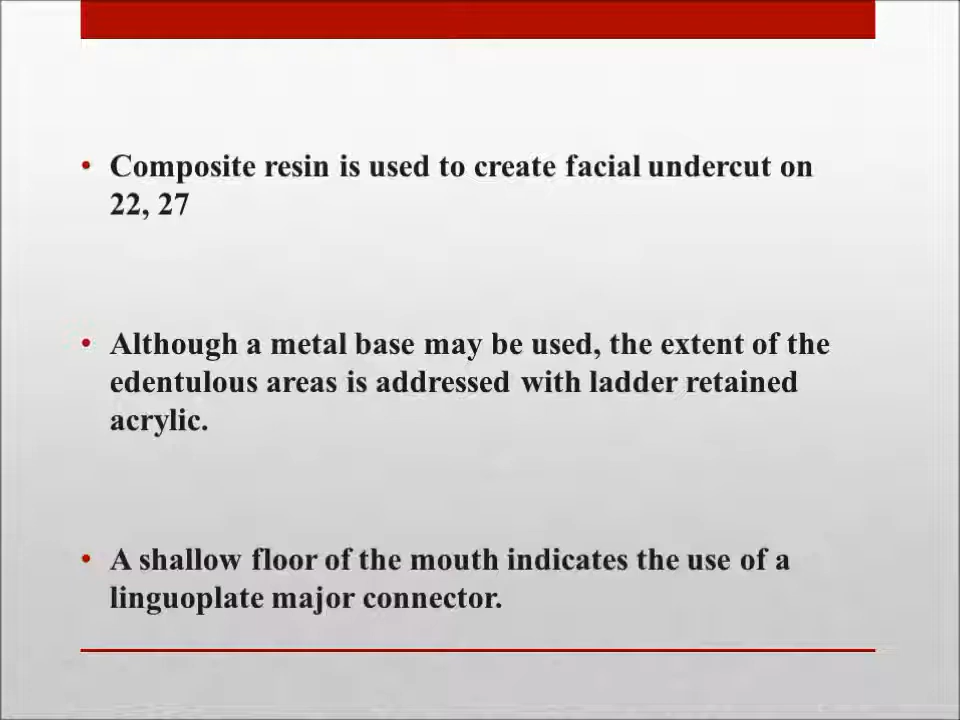 • Composite resin is used to create facial undercut on
22, 27
• Although a metal base may be used, the extent of the
edentulous areas is addressed with ladder retained
acrylic.
• A shallow floor of the mouth indicates the use of a
linguoplate major connector.